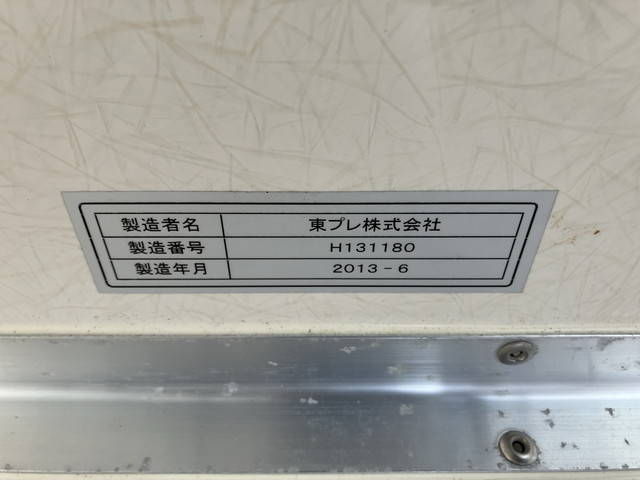 製造者名 東プレ株式会社
製造番号 H131180
製造年月 2013-6